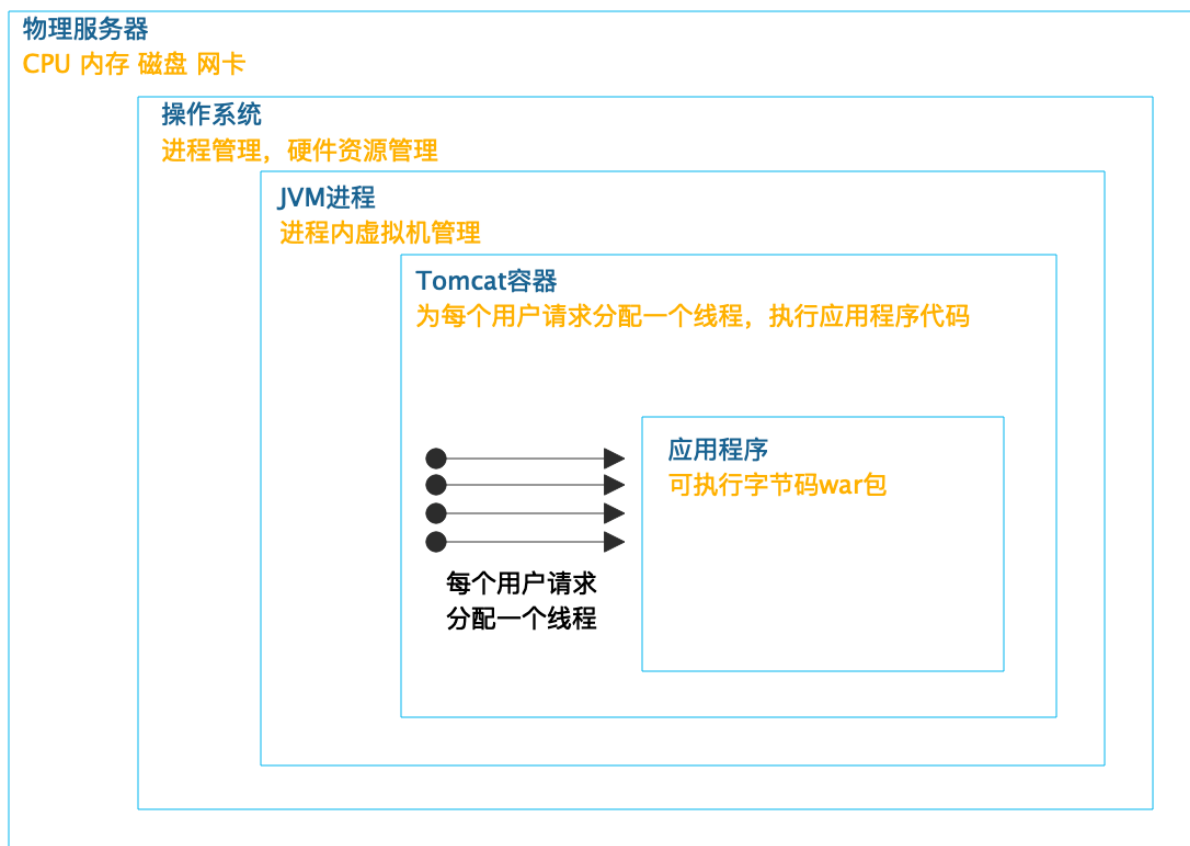 物理服务器
CPU 内存 磁盘 网卡
操作系统
进程管理，硬件资源管理
JVM进程
进程内虚拟机管理
Tomcat容器
为每个用户请求分配一个线程，执行应用程序代码
应用程序
可执行字节码war包
每个用户请求
分配一个线程